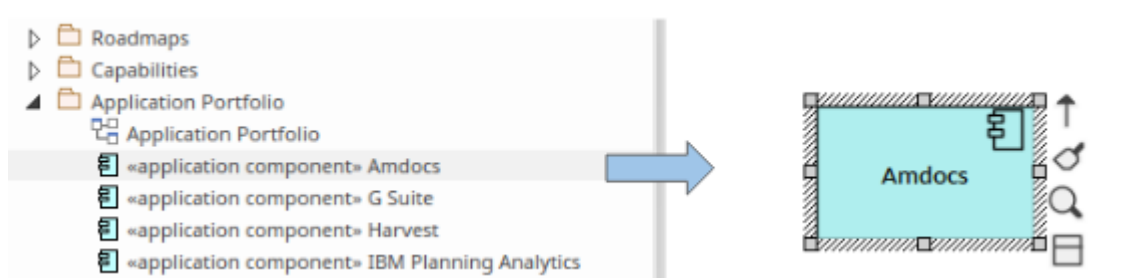 Roadmaps
Capabilities
Application Portfolio
Application Portfolio
«application component» Amdocs
«application component» G Suite
«application component» Harvest
«application component» IBM Planning Analytics
Amdocs